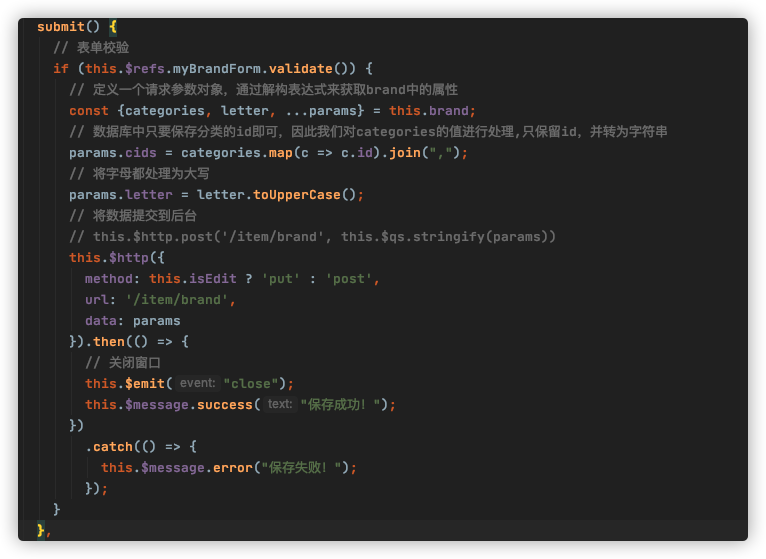 submit() {
  // 表单校验
  if (this.$refs.myBrandForm.validate()) {
    // 定义一个请求参数对象，通过解构表达式来获取brand中的属性
    const {categories, letter, ...params} = this.brand;
    // 数据库中只要保存分类的id即可，因此我们对categories的值进行处理,只保留id，并转为字符串
    params.cids = categories.map(c => c.id).join(",");
    // 将字母都处理为大写
    params.letter = letter.toUpperCase();
    // 将数据提交到后台
    // this.$http.post('/item/brand', this.$qs.stringify(params))
    this.$http({
      method: this.isEdit ? 'put' : 'post',
      url: '/item/brand',
      data: params
    }).then(() => {
      // 关闭窗口
      this.$emit( event: "close");
      this.$message.success( text: "保存成功！");
    })
      .catch(() => {
        this.$message.error("保存失败！");
      });
  }
},